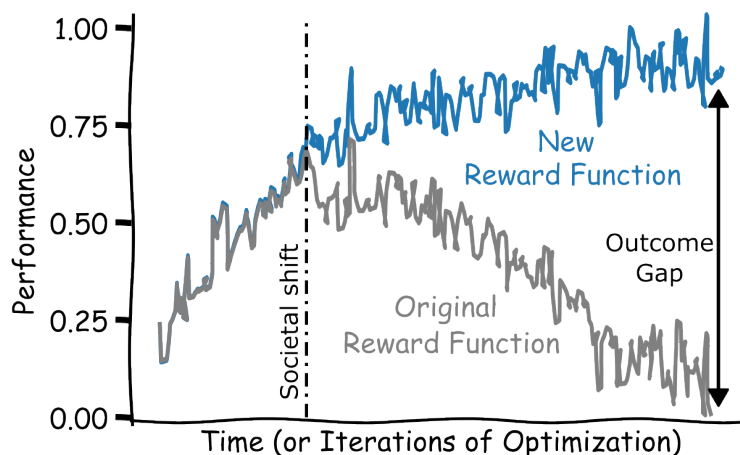 1.00
0.75
0.50
0.25
0.00
Performance
Societal shift
New
Reward Function
Outcome
Gap
Original
Reward Function
Time (or Iterations of Optimization)